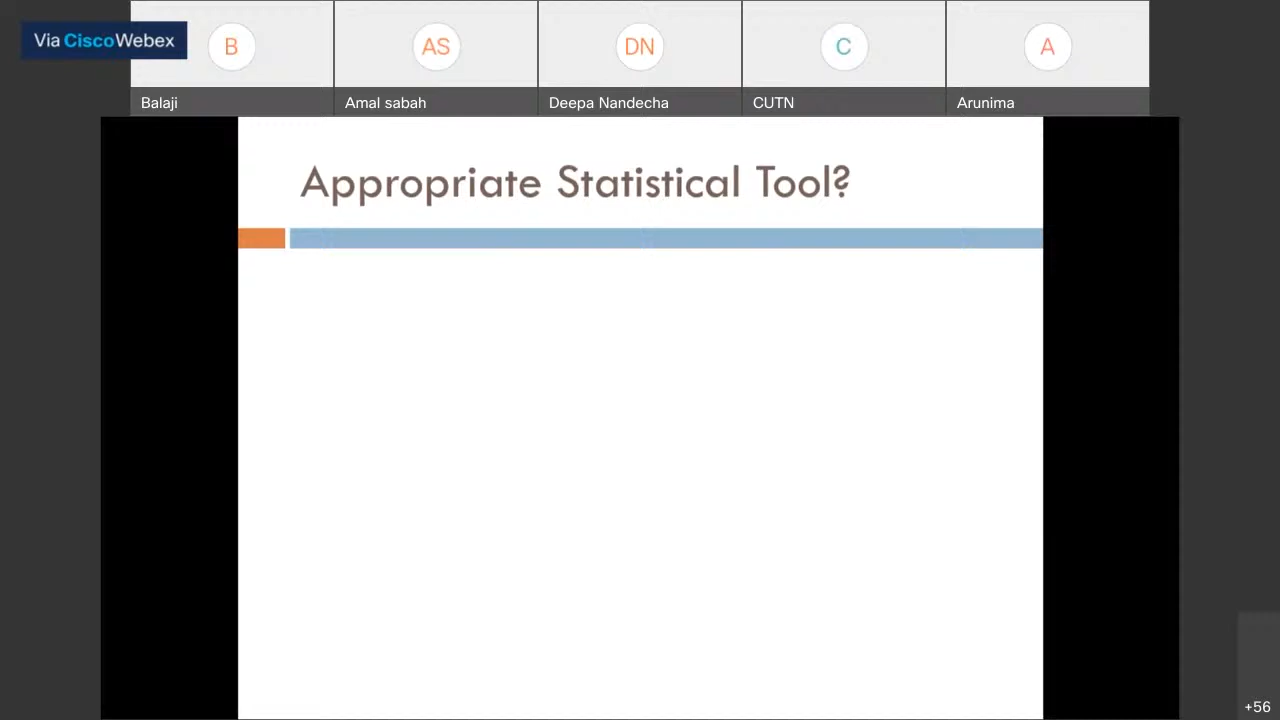 Via CiscoWebex
B
AS
DN
C
A
Balaji
Amal sabah
Deepa Nandecha
CUTN
Arunima
Appropriate Statistical Tool?
+56